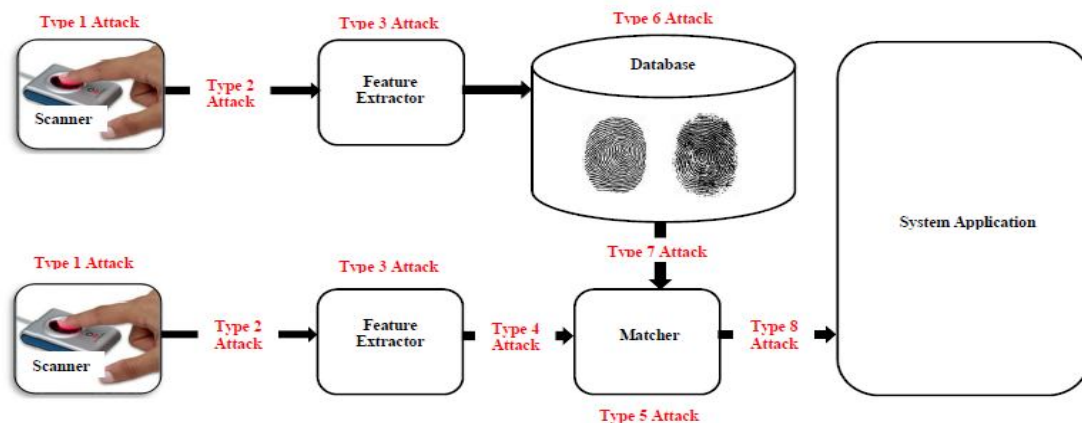 Type 1 Attack
Type 3 Attack
Type 6 Attack
Scanner
Type 2
Attack
Feature
Extractor
Database
System Application
Type 7 Attack
Type 1 Attack
Type 3 Attack
Scanner
Type 2
Attack
Feature
Extractor
Type 4
Attack
Matcher
Type 8
Attack
Type 5 Attack